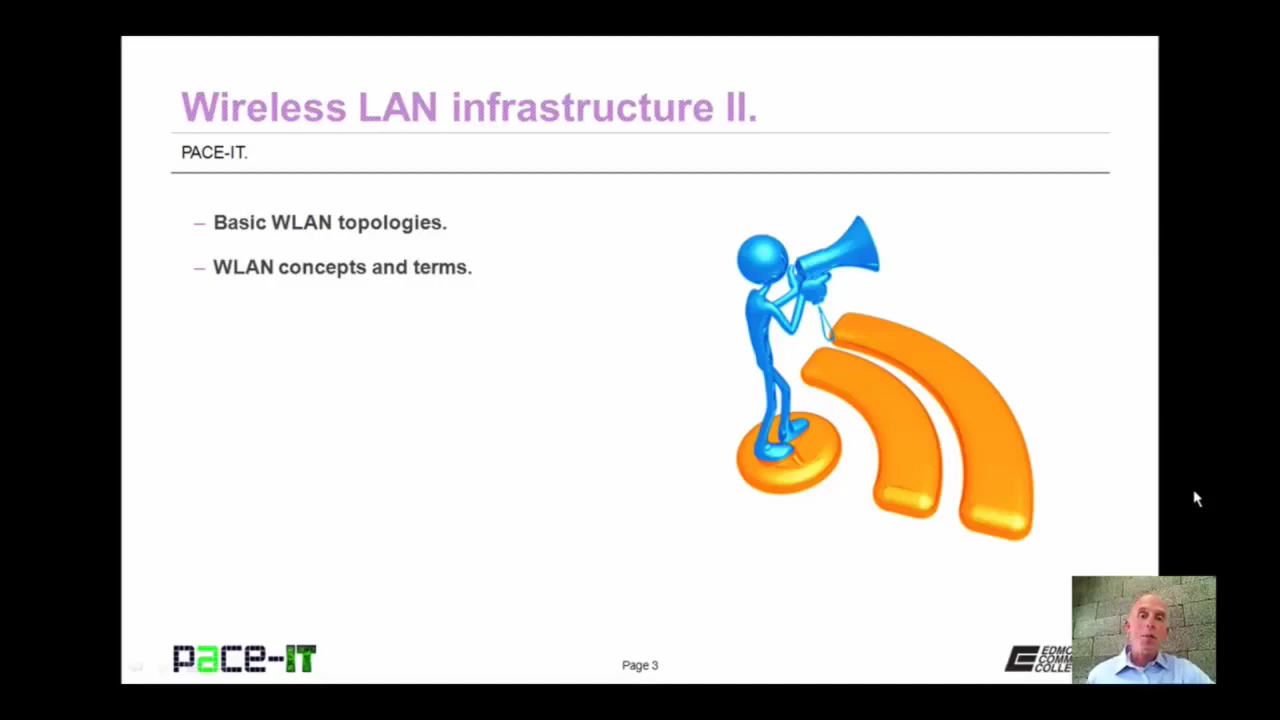 Wireless LAN infrastructure II.
PACE-IT.
– Basic WLAN topologies.
– WLAN concepts and terms.
pace-IT
Page 3